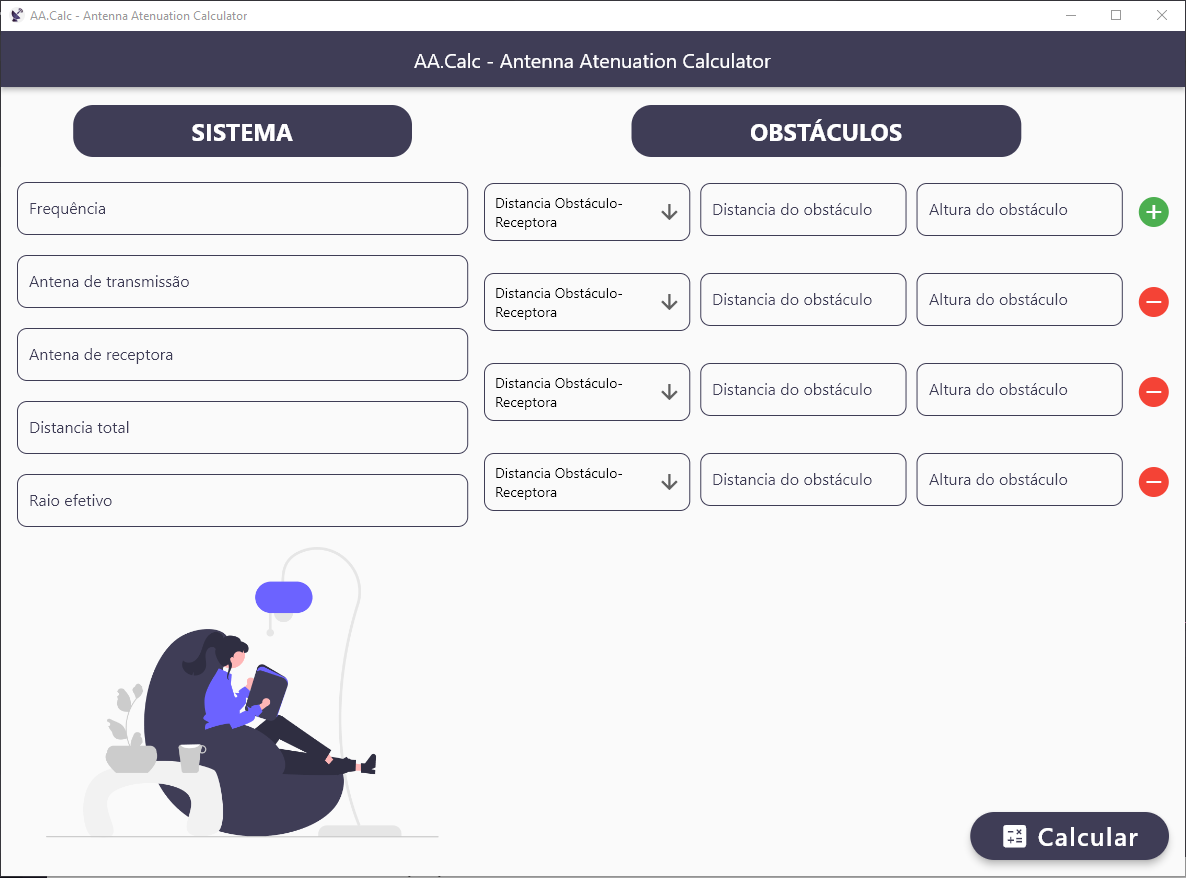 AA.Calc - Antenna Atenuation Calculator
AA.Calc - Antenna Atenuation Calculator
SISTEMA
Frequência
Antena de transmissão
Antena de receptora
Distancia total
Raio efetivo
OBSTÁCULOS
Distancia Obstáculo-
Receptora
Distancia do obstáculo
Altura do obstáculo
Distancia Obstáculo-
Receptora
Distancia do obstáculo
Altura do obstáculo
Distancia Obstáculo-
Receptora
Distancia do obstáculo
Altura do obstáculo
Distancia Obstáculo-
Receptora
Distancia do obstáculo
Altura do obstáculo
Calcular